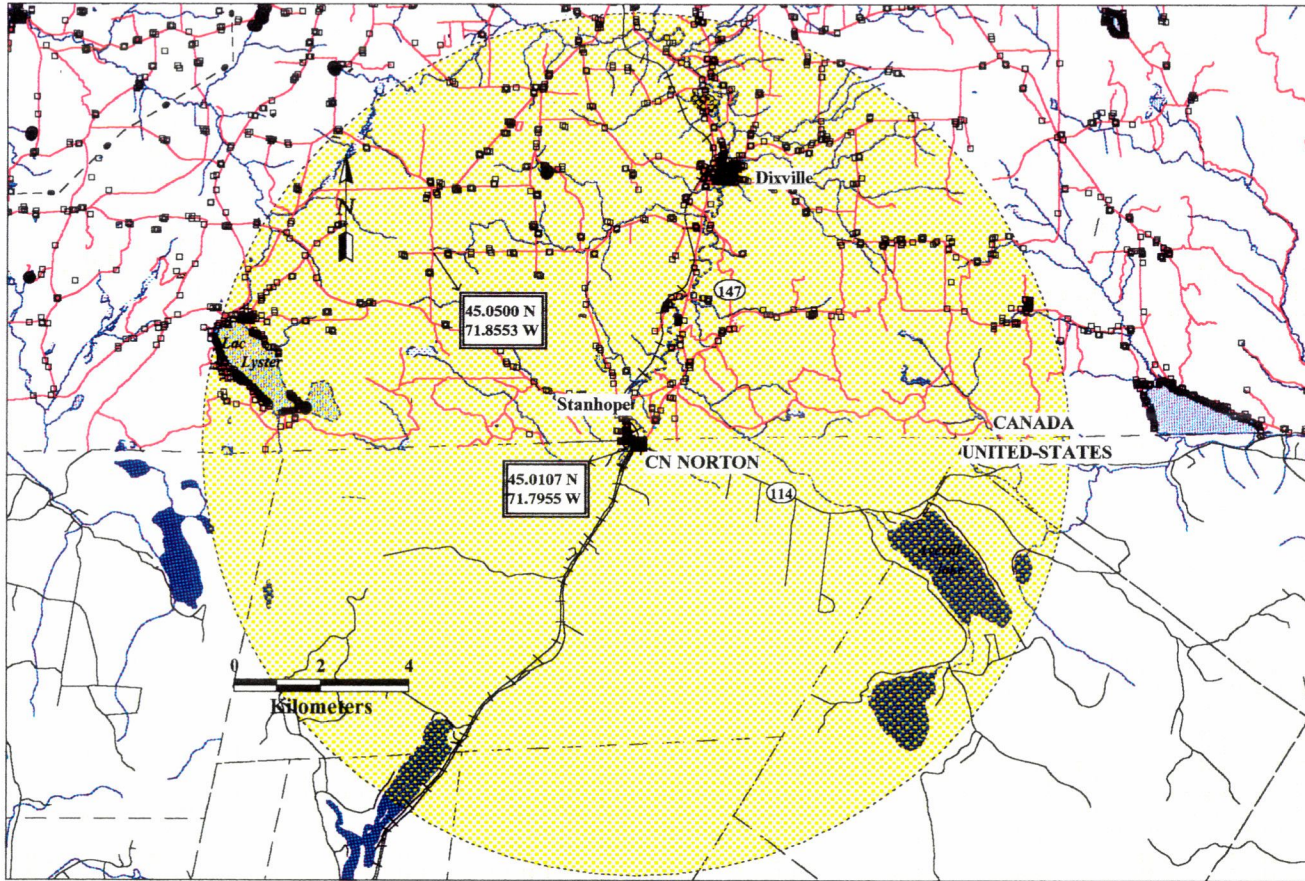 Dixville
N
147
45.0500 N
71.8553 W
Lac
Lyster
Stanhope
CANADA
UNITED-STATES
CN NORTON
45.0107 N
71.7955 W
114
0 2 4
Kilometers